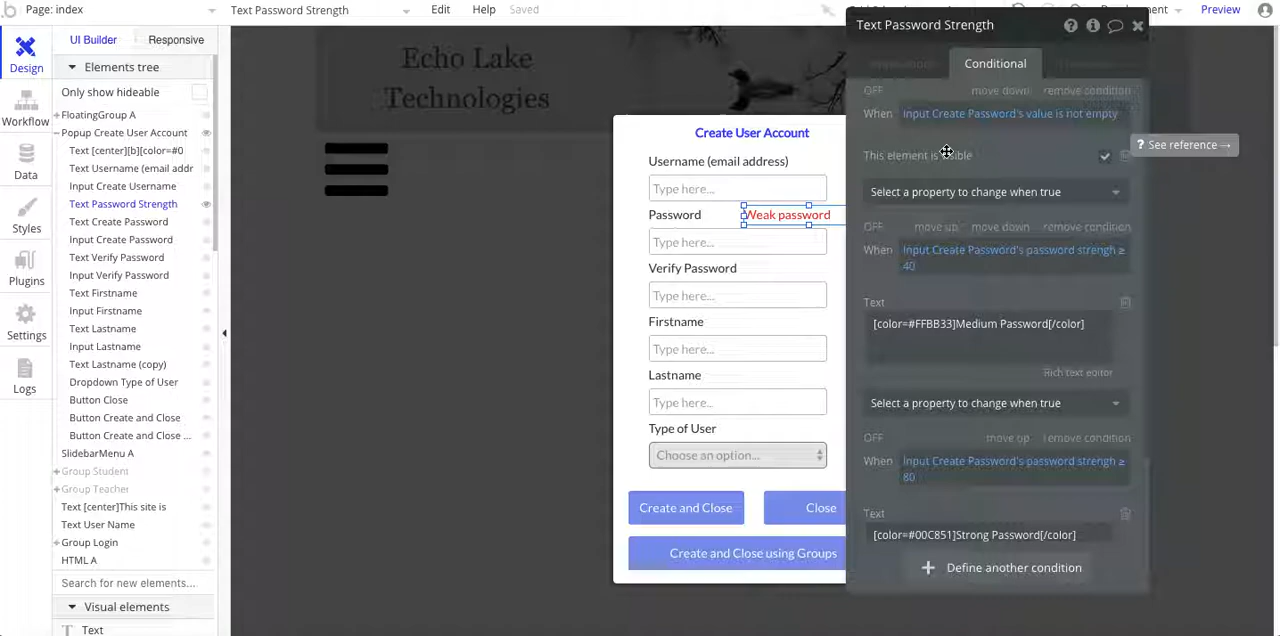 Page: index
Text Password Strength
Edit
Help
Saved
Preview
Design
Workflow
Data
Styles
Plugins
Settings
Logs
UI Builder
Responsive
Elements tree
Only show hideable
FloatingGroup A
Popup Create User Account
Text [center][b][color=#0
Text Username (email addr
Input Create Username
Text Password Strength
Text Create Password
Input Create Password
Text Verify Password
Input Verify Password
Text Firstname
Input Firstname
Text Lastname
Input Lastname
Text Lastname (copy)
Dropdown Type of User
Button Close
Button Create and Close
Button Create and Close ...
SlidebarMenu A
Group Student
Group Teacher
Text [center]This site is
Text User Name
Group Login
HTML A
Search for new elements...
Visual elements
Text
Echo Lake
Technologies
Create User Account
Username (email address)
Type here...
Password
Weak password
Type here...
Verify Password
Type here...
Firstname
Type here...
Lastname
Type here...
Type of User
Choose an option...
Create and Close
Close
Create and Close using Groups
Text Password Strength
Conditional
OFF move down remove condition
When Input Create Password's value is not empty
This element is visible
? See reference →
Select a property to change when true
OFF move up move down remove condition
When Input Create Password's password strengh ≥
40
Text
[color=#FFBB33]Medium Password[/color]
Rich text editor
Select a property to change when true
OFF move up remove condition
When Input Create Password's password strengh ≥
80
Text
[color=#00C851]Strong Password[/color]
Define another condition